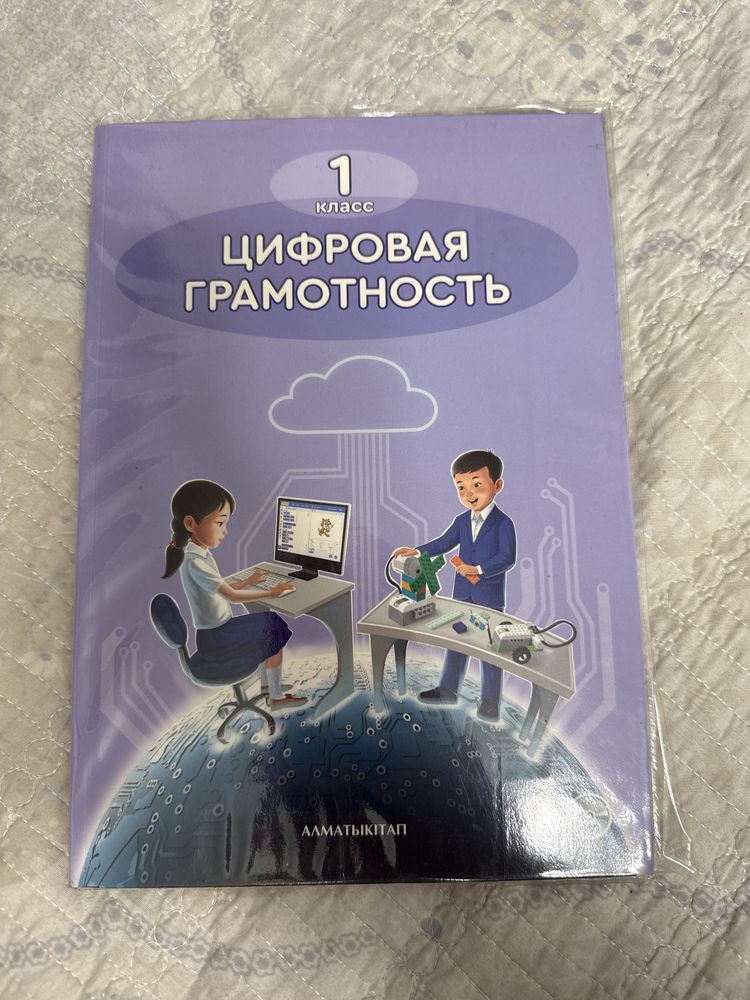 1
класс
ЦИФРОВАЯ
ГРАМОТНОСТЬ
АЛМАТЫКІТАП